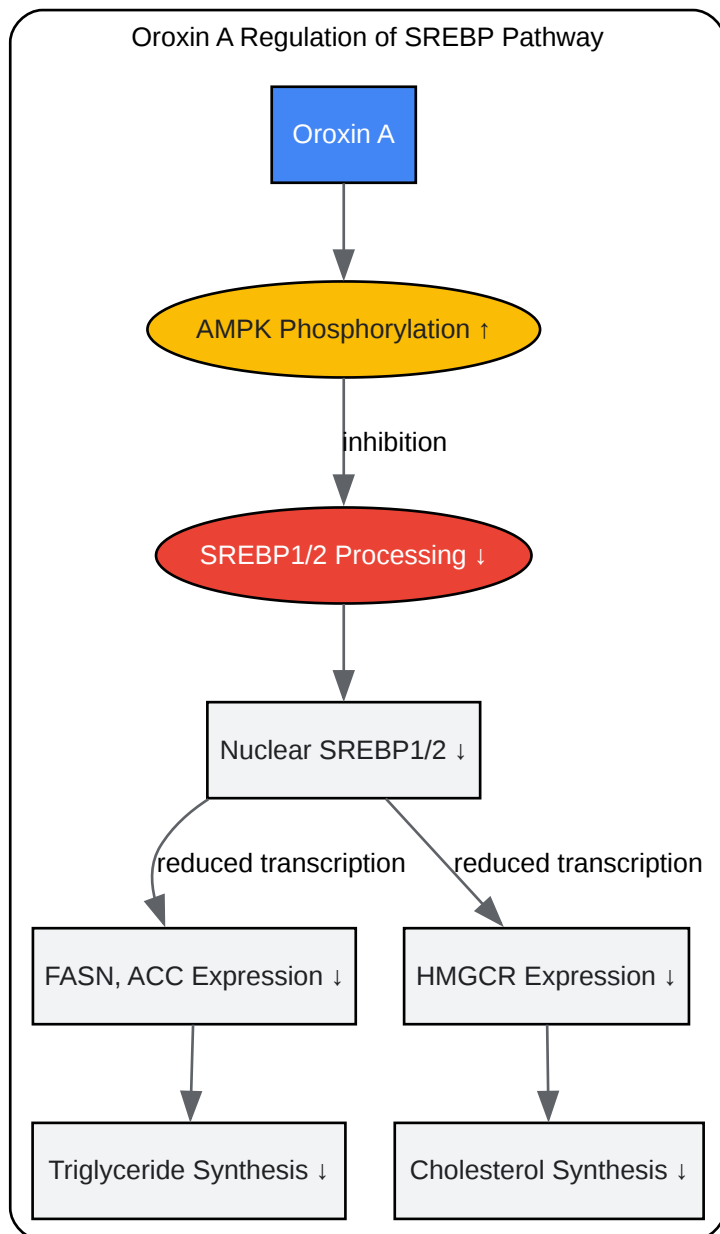 Oroxin A Regulation of SREBP Pathway
Oroxin A
AMPK Phosphorylation ↑
inhibition
SREBP1/2 Processing ↓
Nuclear SREBP1/2 ↓
reduced transcription
reduced transcription
FASN, ACC Expression ↓
HMGCR Expression ↓
Triglyceride Synthesis ↓
Cholesterol Synthesis ↓